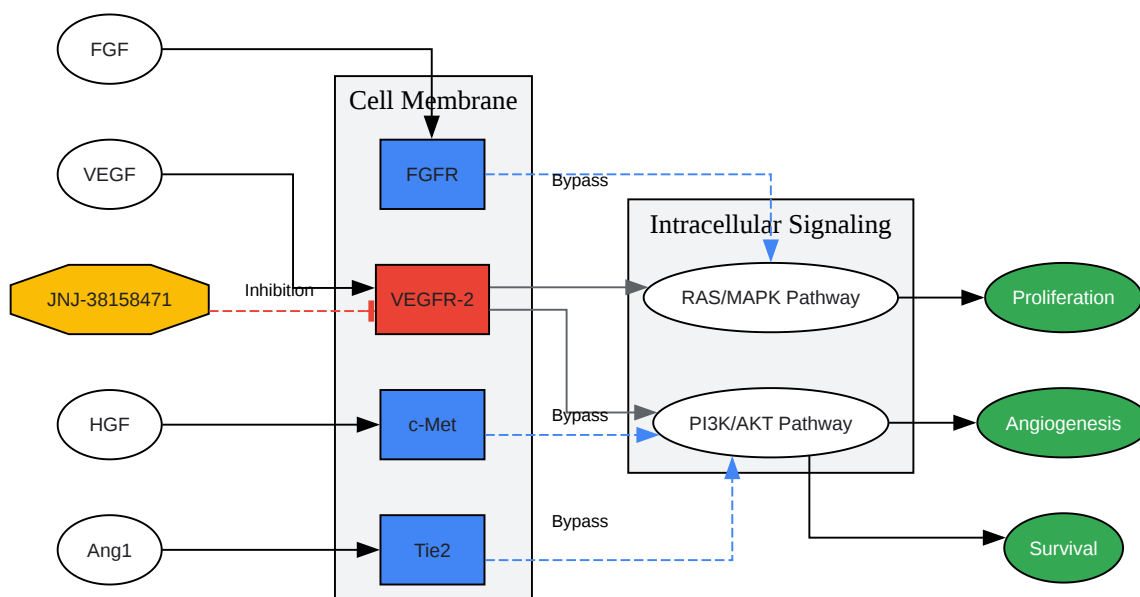 FGF
Cell Membrane
VEGF
FGFR
Bypass
Intracellular Signaling
JNJ-38158471
Inhibition
VEGFR-2
RAS/MAPK Pathway
Proliferation
HGF
c-Met
Bypass
PI3K/AKT Pathway
Angiogenesis
Ang1
Tie2
Bypass
Survival